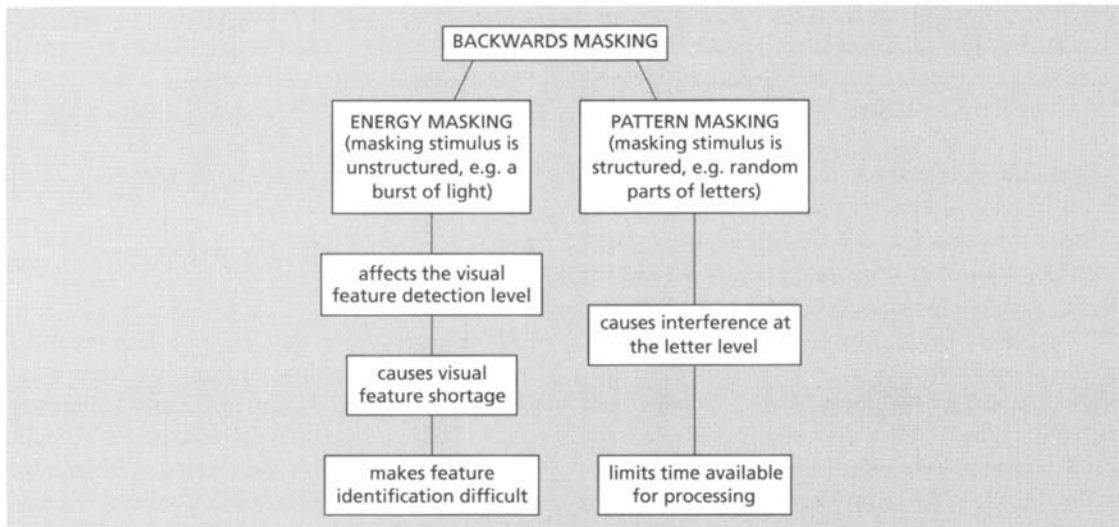 BACKWARDS MASKING
ENERGY MASKING
(masking stimulus is
unstructured, e.g. a
burst of light)
affects the visual
feature detection level
causes visual
feature shortage
makes feature
identification difficult
PATTERN MASKING
(masking stimulus is
structured, e.g. random
parts of letters)
causes interference at
the letter level
limits time available
for processing